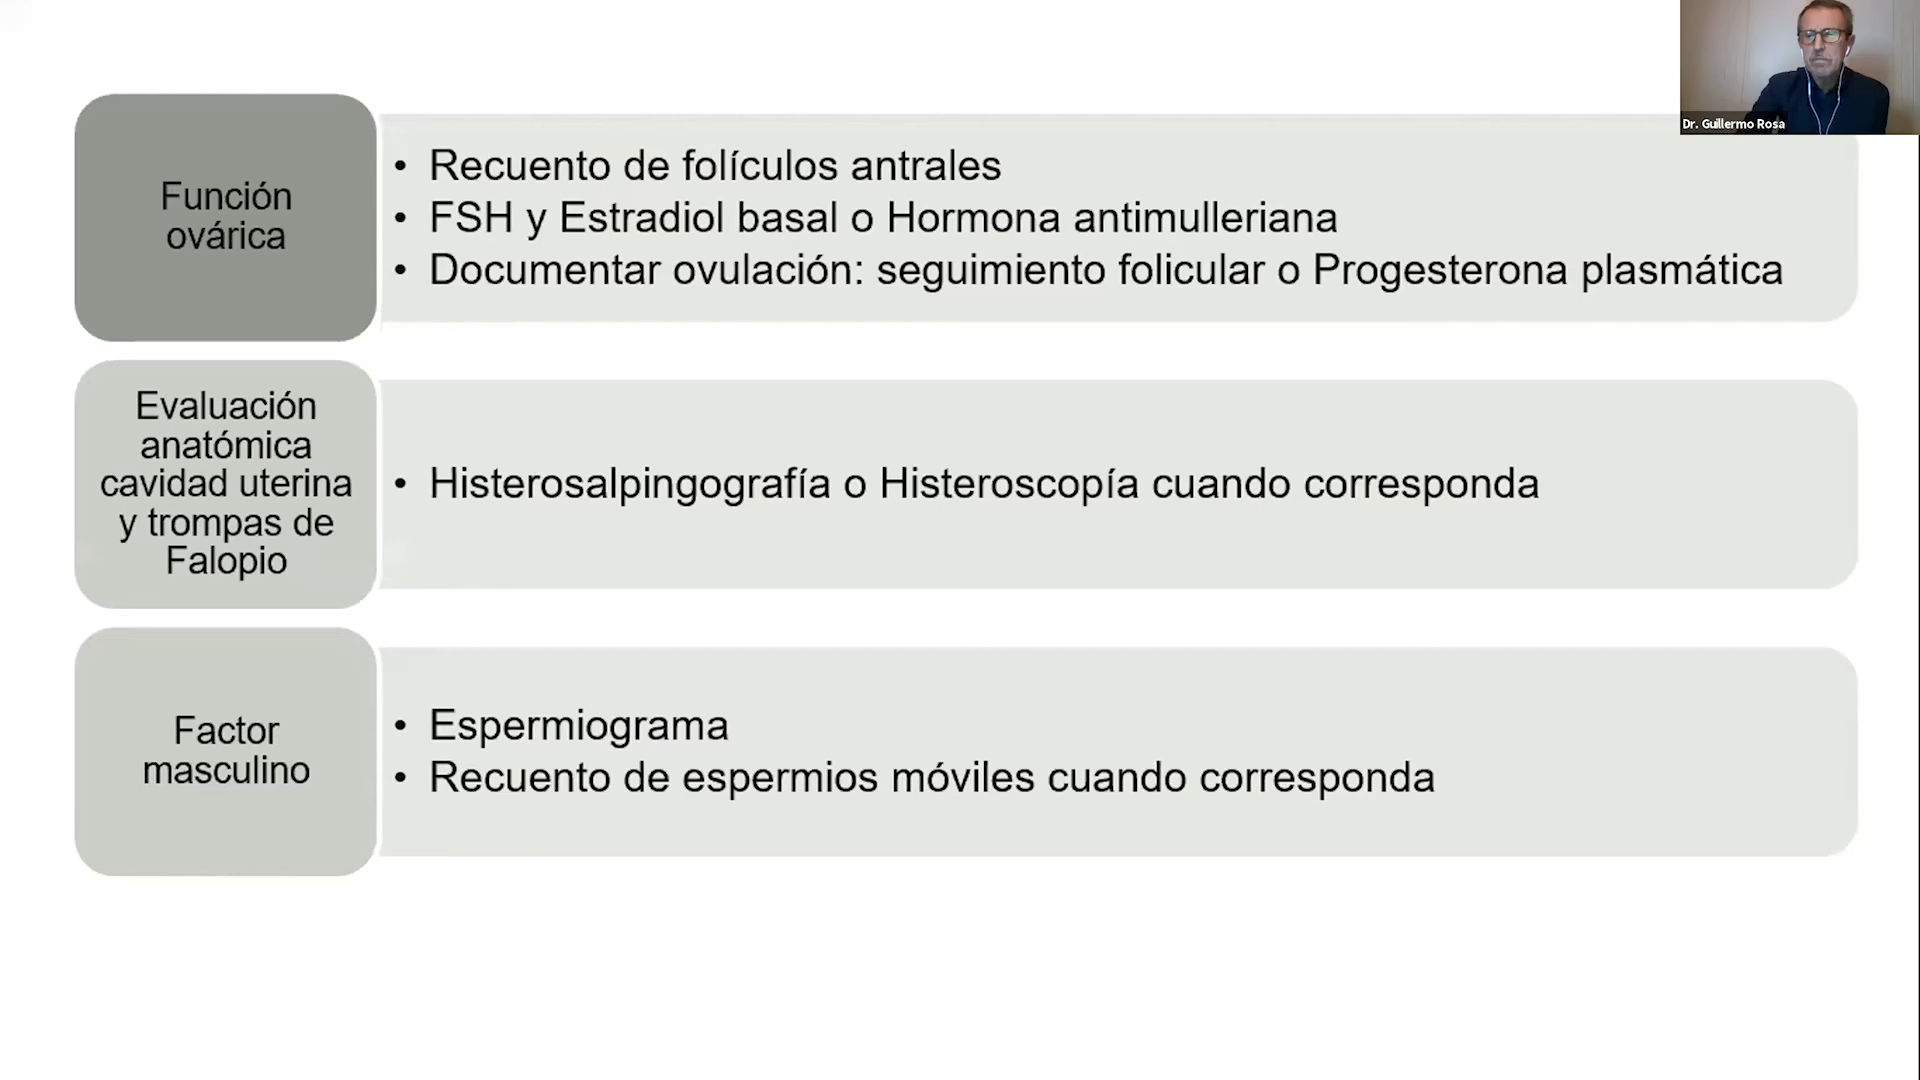 Dr. Guillermo Rosa
Función
ovárica
• Recuento de folículos antrales
• FSH y Estradiol basal o Hormona antimulleriana
• Documentar ovulación: seguimiento folicular o Progesterona plasmática
Evaluación
anatómica
cavidad uterina
y trompas de
Falopio
• Histerosalpingografía o Histeroscopía cuando corresponda
Factor
masculino
• Espermiograma
• Recuento de espermios móviles cuando corresponda